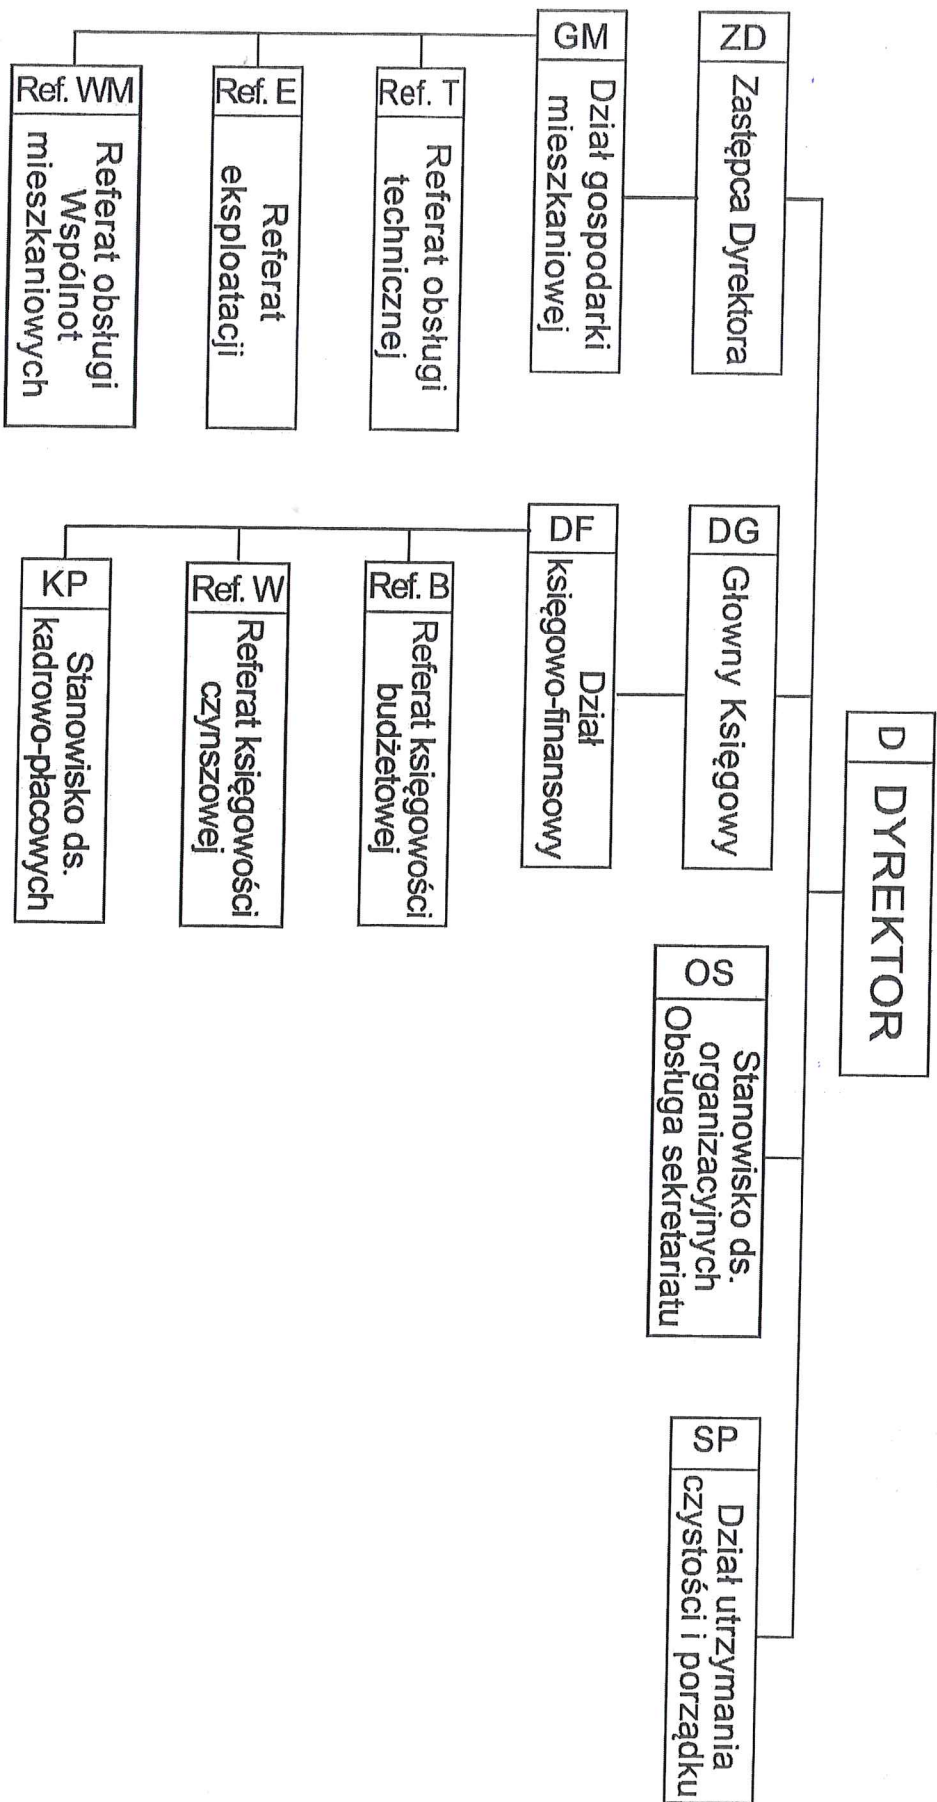 D
DYREKTOR
ZD
Zastępca Dyrektora
DG
Głowny Księgowy
OS
Stanowisko ds.
organizacyjnych
Obsługa sekretariatu
SP
Dział utrzymania
czystości i porządku
GM
Dział gospodarki
mieszkaniowej
Ref. T
Referat obsługi
technicznej
Ref. E
Referat
eksploatacji
Ref. WM
Referat obsługi
Wspólnot
mieszkaniowych
DF
Dział
księgowo-finansowy
Ref. B
Referat księgowości
budżetowej
Ref. W
Referat księgowości
czynszowej
KP
Stanowisko ds.
kadrowo-płacowych